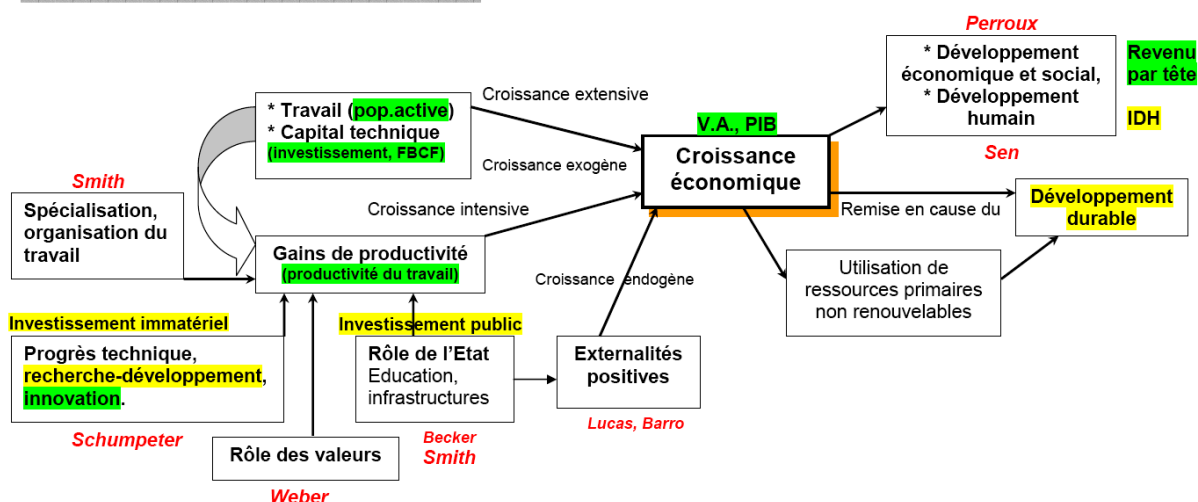 Perroux
* Développement
économique et social,
* Développement
humain
Revenu
par tête
IDH
Sen
* Travail (pop.active)
* Capital technique
(investissement, FBCF)
Croissance extensive
Croissance exogène
V.A., PIB
Croissance
économique
Smith
Spécialisation,
organisation du
travail
Croissance intensive
Gains de productivité
(productivité du travail)
Remise en cause du
Développement
durable
Utilisation de
ressources primaires
non renouvelables
Croissance endogène
Investissement immatériel
Progrès technique,
recherche-développement,
innovation.
Schumpeter
Investissement public
Rôle de l'Etat
Education,
infrastructures
Becker
Smith
Externalités
positives
Lucas, Barro
Rôle des valeurs
Weber